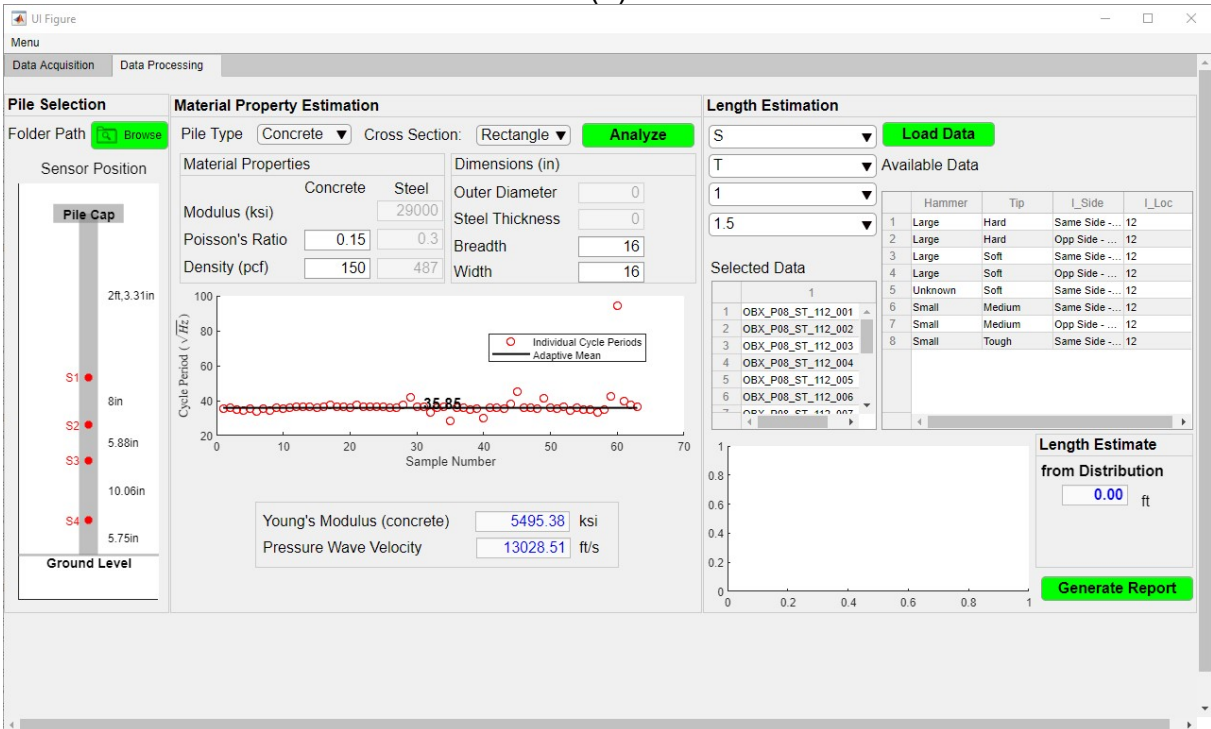 UI Figure
Menu
Data Acquisition Data Processing
Pile Selection
Folder Path Browse
Sensor Position
Pile Cap
2ft,3.31in
S1
8in
S2
5.88in
S3
10.06in
S4
5.75in
Ground Level
Material Property Estimation
Pile Type Concrete Cross Section: Rectangle Analyze
Material Properties
Concrete Steel
Modulus (ksi) 29000
Poisson's Ratio 0.15 0.3
Density (pcf) 150 487
Dimensions (in)
Outer Diameter 0
Steel Thickness 0
Breadth 16
Width 16
100
80
60
40
20
Cycle Period (√Hz)
Individual Cycle Periods
Adaptive Mean
35.85
0 10 20 30 40 50 60 70
Sample Number
Young's Modulus (concrete) 5495.38 ksi
Pressure Wave Velocity 13028.51 ft/s
Length Estimation
S Load Data
T Available Data
1
1.5
Hammer Tip I_Side I_Loc
1 Large Hard Same Side -... 12
2 Large Hard Opp Side - ... 12
3 Large Soft Same Side -... 12
4 Large Soft Opp Side - ... 12
5 Unknown Soft Same Side -... 12
6 Small Medium Same Side -... 12
7 Small Medium Opp Side - ... 12
8 Small Tough Same Side -... 12
Selected Data
1
1 OBX_P08_ST_112_001
2 OBX_P08_ST_112_002
3 OBX_P08_ST_112_003
4 OBX_P08_ST_112_004
5 OBX_P08_ST_112_005
6 OBX_P08_ST_112_006
1
0.8
0.6
0.4
0.2
0
0 0.2 0.4 0.6 0.8 1
Length Estimate
from Distribution
0.00 ft
Generate Report